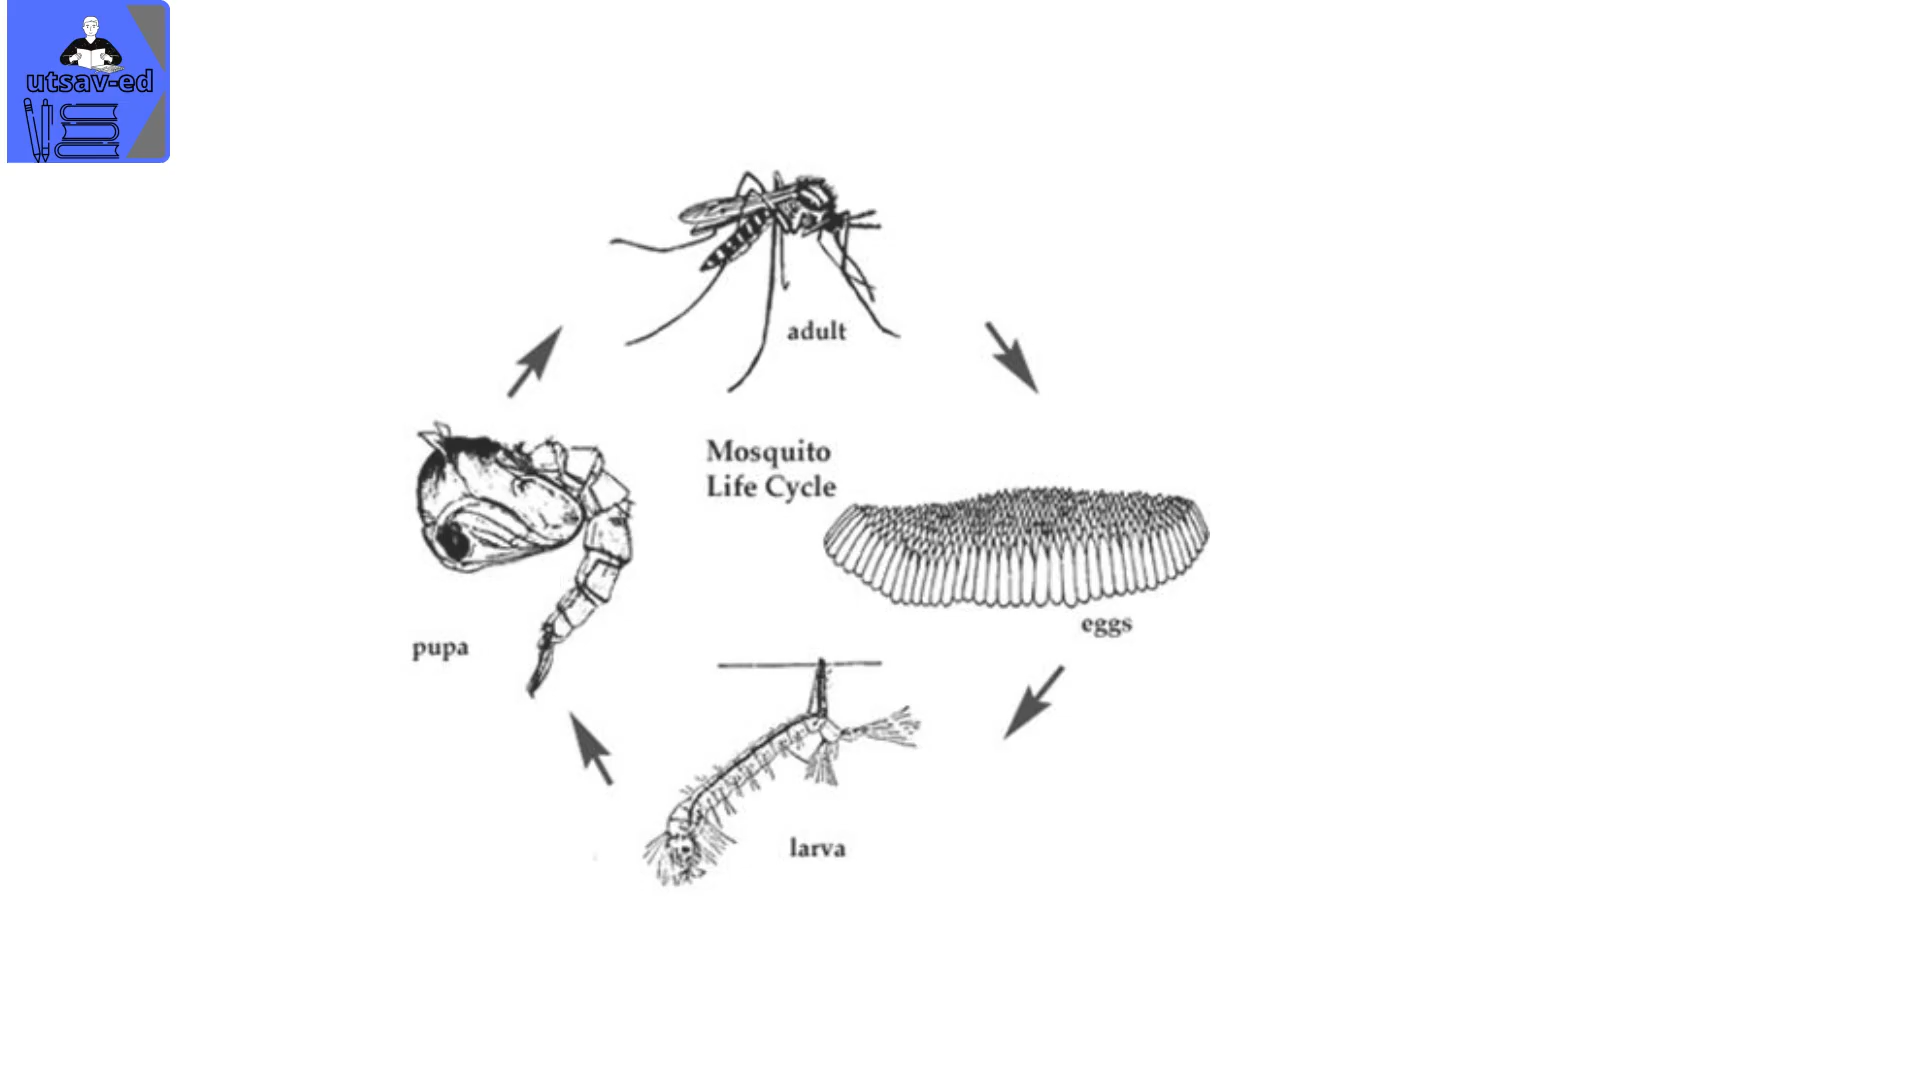 utsav-ed
adult
Mosquito
Life Cycle
eggs
pupa
larva